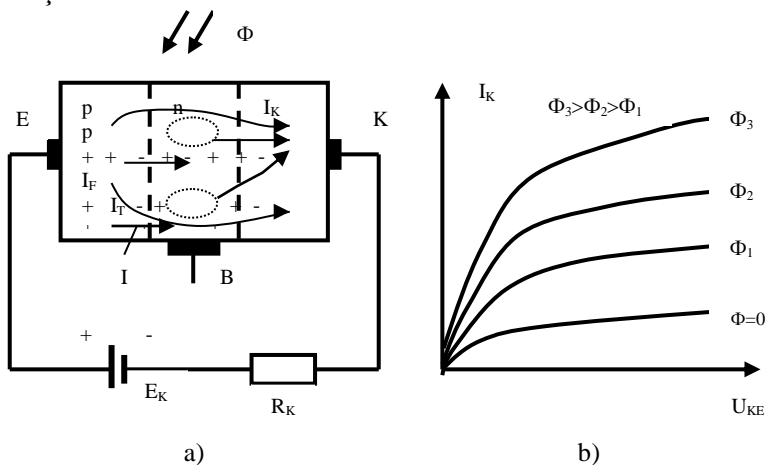 Φ
E
p n I_K
p
+ + - + - + + -
I_F
+ I_T - + + -
I
B
K
+ -
E_K
R_K
a)
I_K
Φ₃>Φ₂>Φ₁
Φ₃
Φ₂
Φ₁
Φ=0
U_KE
b)